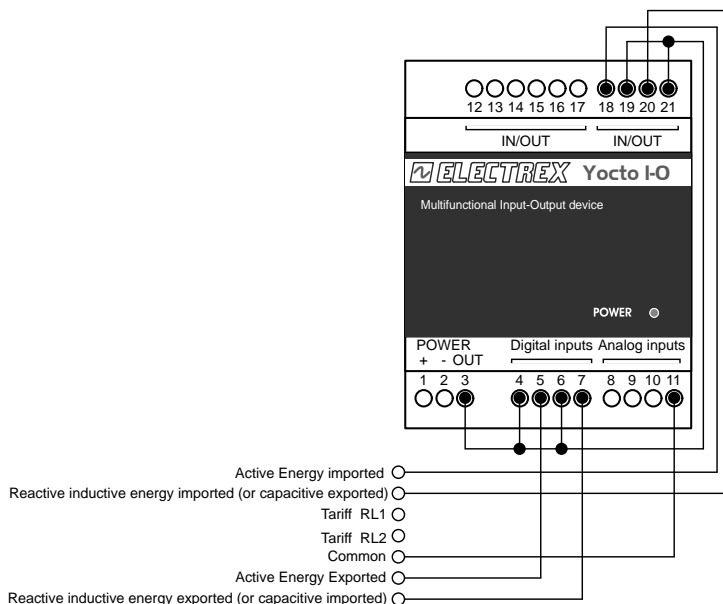 12 13 14 15 16 17 18 19 20 21
IN/OUT IN/OUT
ELECTREX Yocto I-O
Multifunctional Input-Output device
POWER
POWER Digital inputs Analog inputs
+ - OUT
1 2 3 4 5 6 7 8 9 10 11
Active Energy imported
Reactive inductive energy imported (or capacitive exported)
Tariff RL1
Tariff RL2
Common
Active Energy Exported
Reactive inductive energy exported (or capacitive imported)